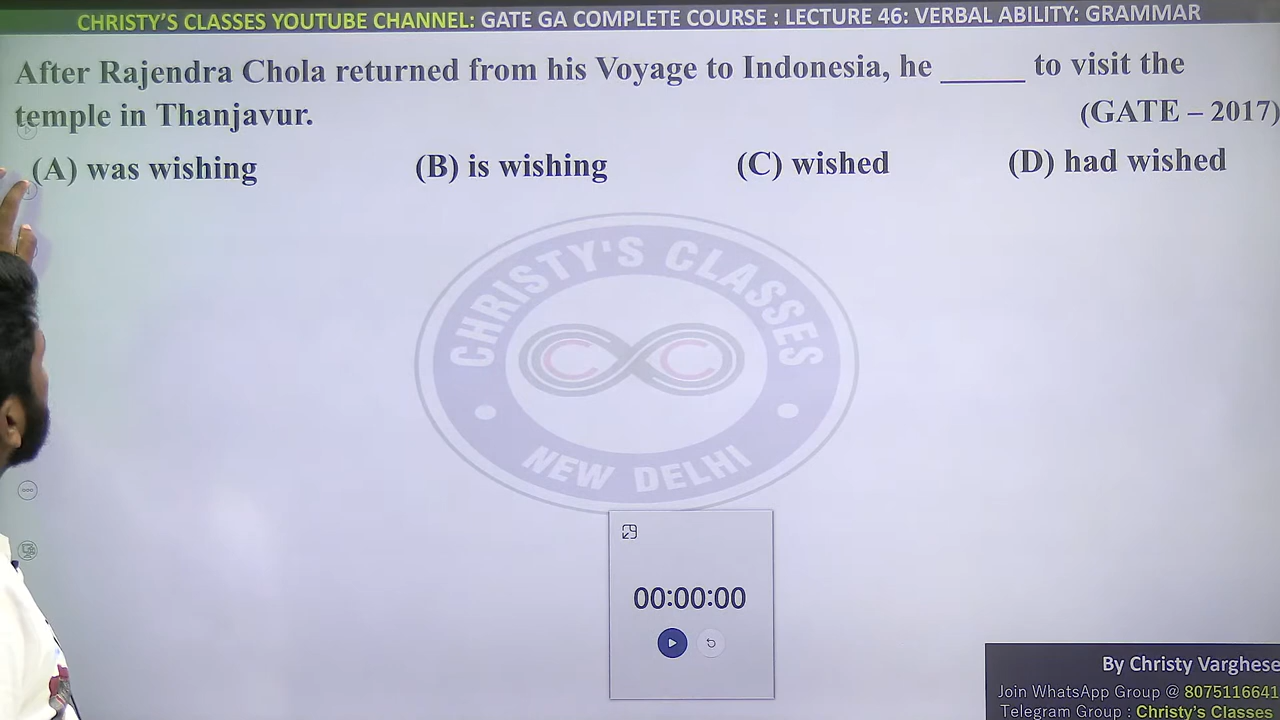 CHRISTY'S CLASSES YOUTUBE CHANNEL: GATE GA COMPLETE COURSE : LECTURE 46: VERBAL ABILITY: GRAMMAR
After Rajendra Chola returned from his Voyage to Indonesia, he ______ to visit the
temple in Thanjavur. (GATE – 2017)
(A) was wishing (B) is wishing (C) wished (D) had wished
CHRISTY'S CLASSES
NEW DELHI
00:00:00
By Christy Varghese
Join WhatsApp Group @ 8075116641
Telegram Group : Christy's Classes